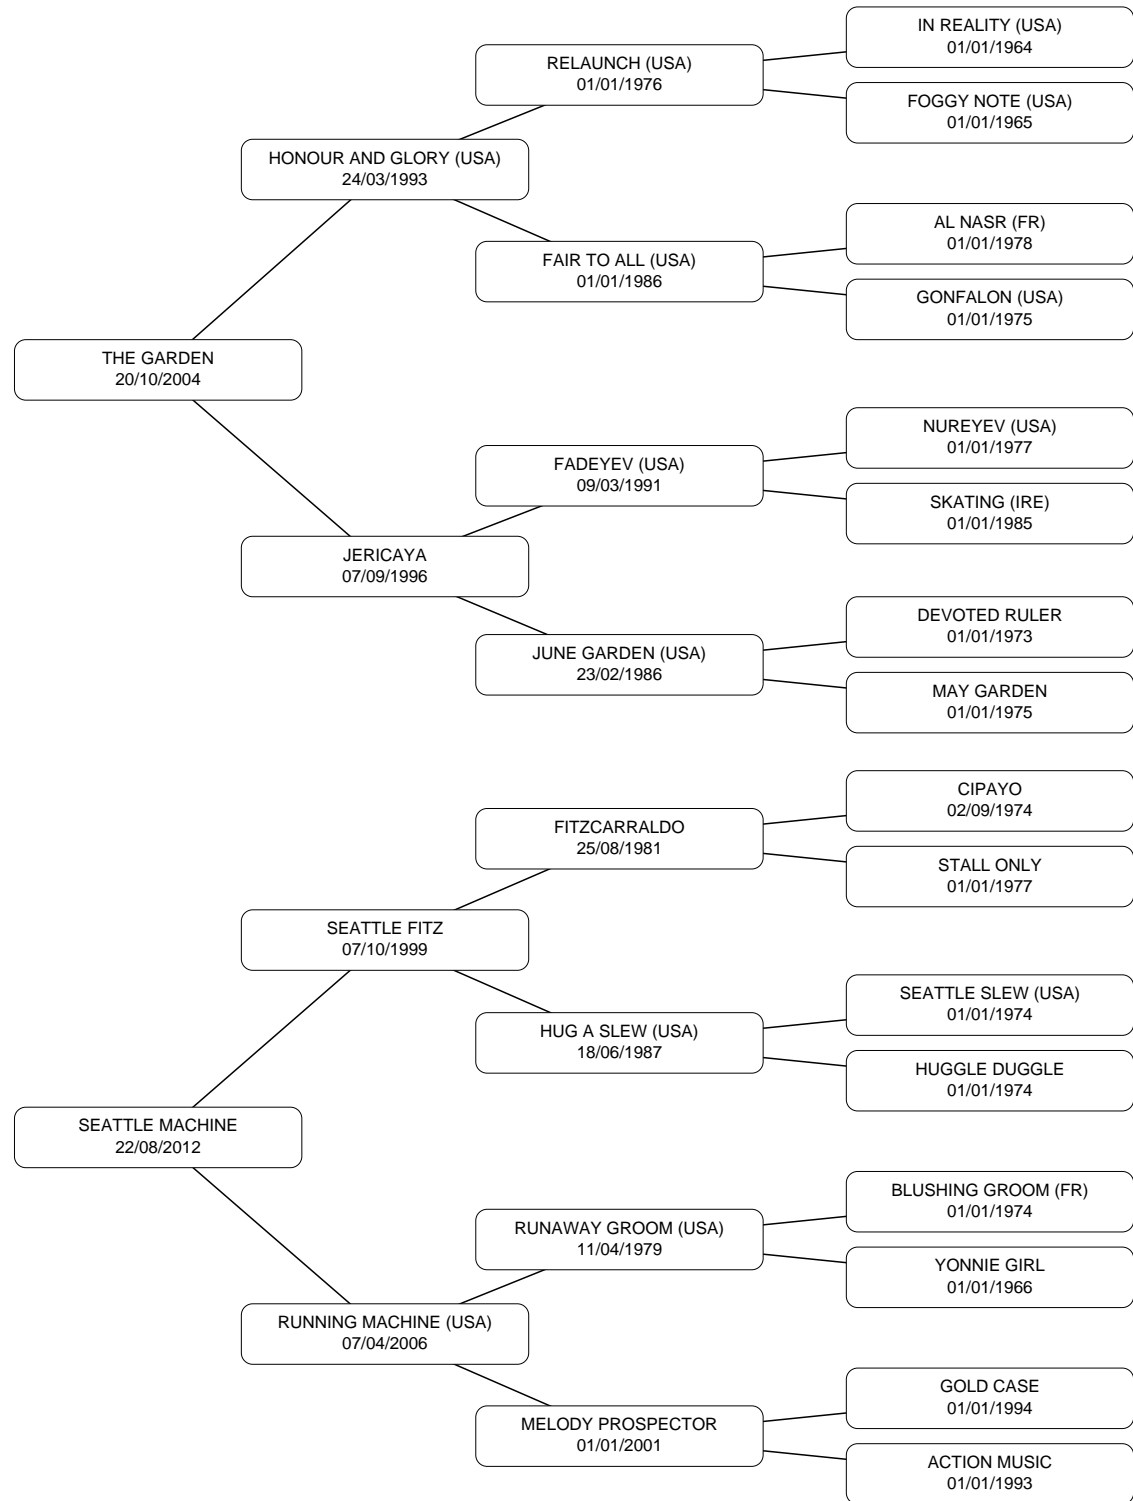 IN REALITY (USA)
01/01/1964
RELAUNCH (USA)
01/01/1976
FOGGY NOTE (USA)
01/01/1965
HONOUR AND GLORY (USA)
24/03/1993
AL NASR (FR)
01/01/1978
FAIR TO ALL (USA)
01/01/1986
GONFALON (USA)
01/01/1975
THE GARDEN
20/10/2004
NUREYEV (USA)
01/01/1977
FADEYEV (USA)
09/03/1991
SKATING (IRE)
01/01/1985
JERICAYA
07/09/1996
DEVOTED RULER
01/01/1973
JUNE GARDEN (USA)
23/02/1986
MAY GARDEN
01/01/1975
CIPAYO
02/09/1974
FITZCARRALDO
25/08/1981
STALL ONLY
01/01/1977
SEATTLE FITZ
07/10/1999
SEATTLE SLEW (USA)
01/01/1974
HUG A SLEW (USA)
18/06/1987
HUGGLE DUGGLE
01/01/1974
SEATTLE MACHINE
22/08/2012
BLUSHING GROOM (FR)
01/01/1974
RUNAWAY GROOM (USA)
11/04/1979
YONNIE GIRL
01/01/1966
RUNNING MACHINE (USA)
07/04/2006
GOLD CASE
01/01/1994
MELODY PROSPECTOR
01/01/2001
ACTION MUSIC
01/01/1993